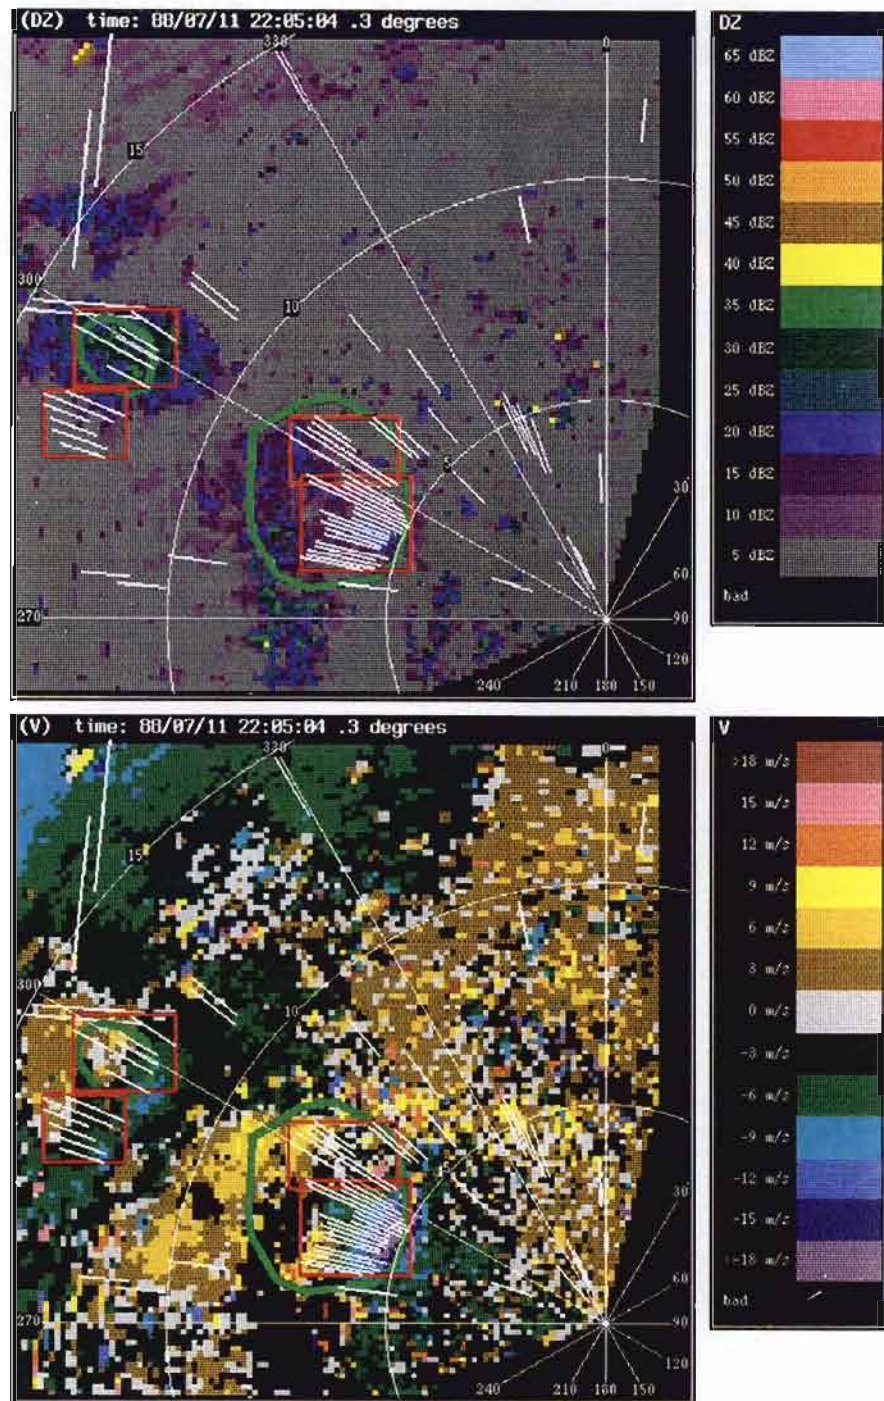 (DZ) time: 88/07/11 22:05:04 .3 degrees
330
0
15
300
10
5
30
60
270
90
120
240
210
180
150
DZ
65 dBZ
60 dBZ
55 dBZ
50 dBZ
45 dBZ
40 dBZ
35 dBZ
30 dBZ
25 dBZ
20 dBZ
15 dBZ
10 dBZ
5 dBZ
bad
(V) time: 88/07/11 22:05:04 .3 degrees
330
0
15
300
10
5
30
60
270
90
120
240
210
180
150
V
>18 m/s
15 m/s
12 m/s
9 m/s
6 m/s
3 m/s
0 m/s
-3 m/s
-6 m/s
-9 m/s
-12 m/s
-15 m/s
<-18 m/s
bad